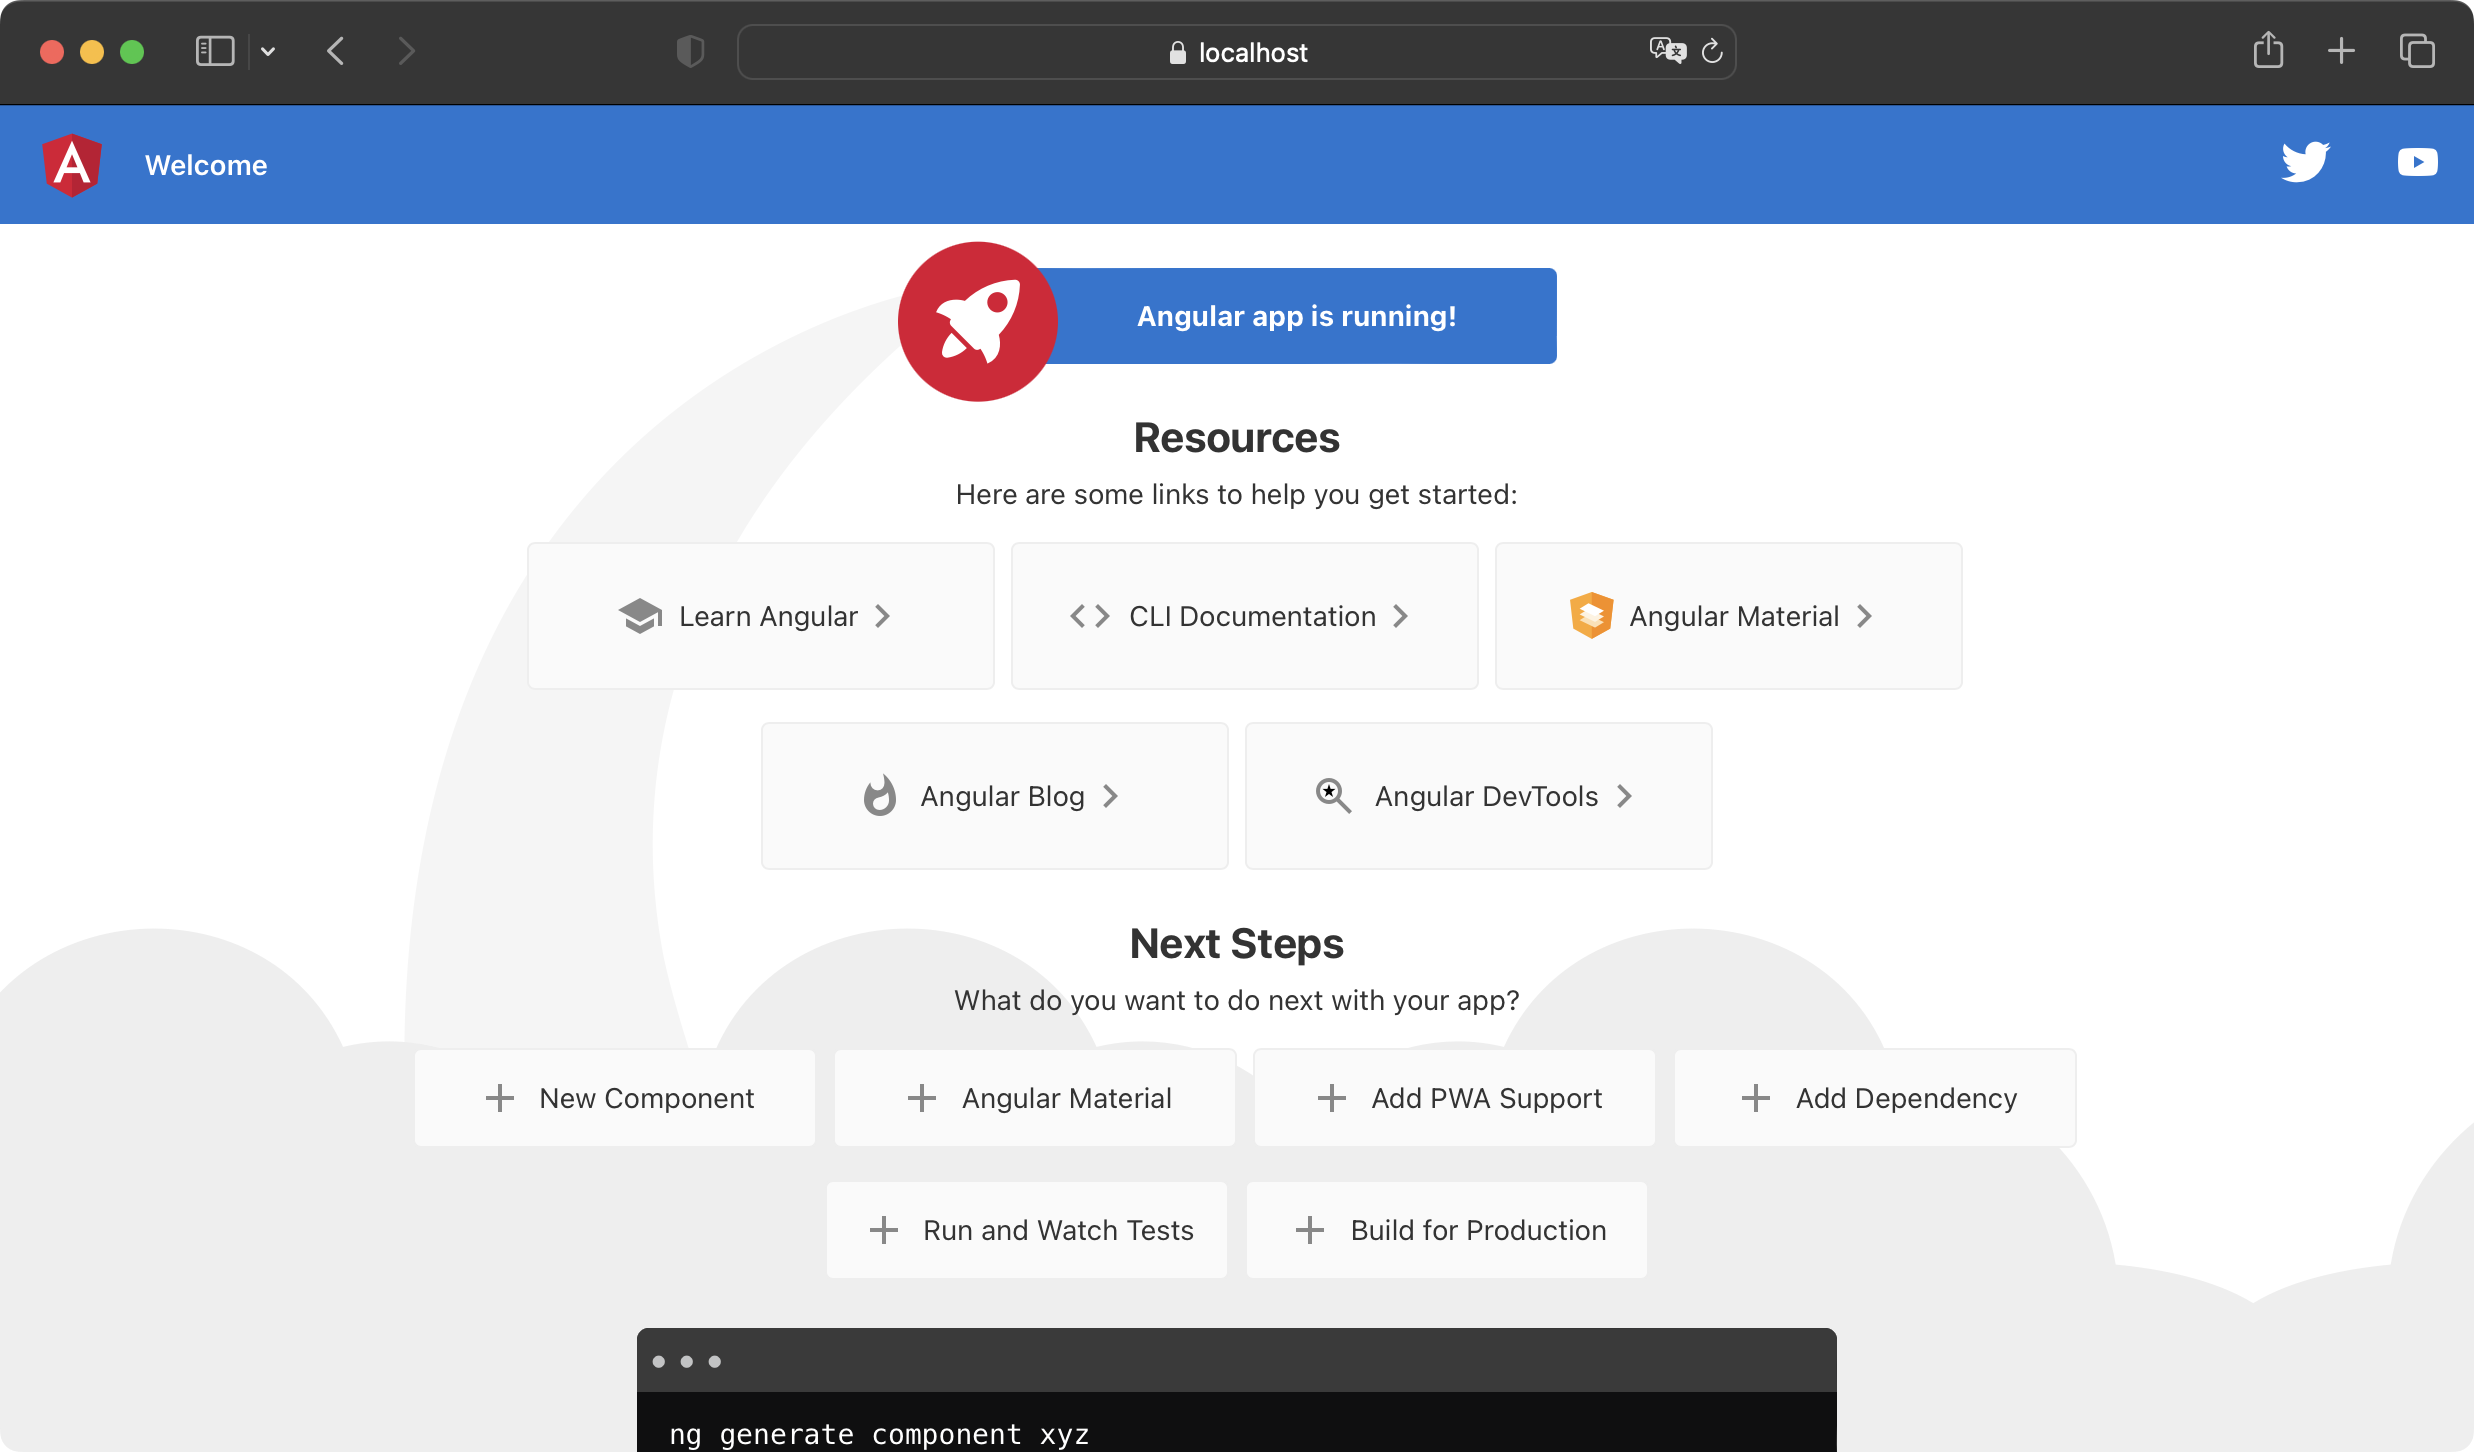 localhost
Welcome
Angular app is running!
Resources
Here are some links to help you get started:
Learn Angular
CLI Documentation
Angular Material
Angular Blog
Angular DevTools
Next Steps
What do you want to do next with your app?
New Component
Angular Material
Add PWA Support
Add Dependency
Run and Watch Tests
Build for Production
ng generate component xyz